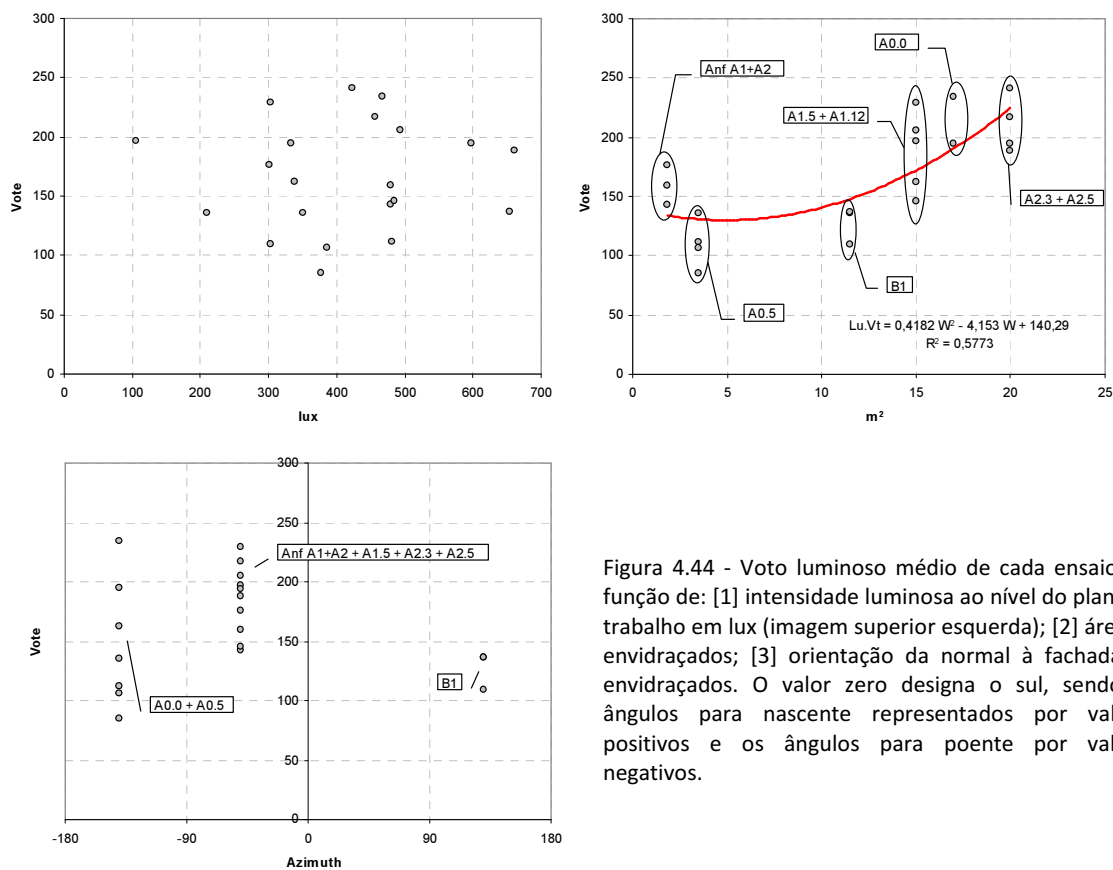 300
250
200
150
100
50
0
Vote
0 100 200 300 400 500 600 700
lux
300
250
200
150
100
50
0
Vote
A0.0
Anf A1+A2
A1.5 + A1.12
A2.3 + A2.5
B1
A0.5
Lu.Vt = 0,4182 W² - 4,153 W + 140,29
R² = 0,5773
0 5 10 15 20 25
m²
300
250
200
150
100
50
0
Vote
Anf A1+A2 + A1.5 + A2.3 + A2.5
B1
A0.0 + A0.5
-180 -90 0 90 180
Azimuth
Figura 4.44 - Voto luminoso médio de cada ensaio
função de: [1] intensidade luminosa ao nível do plan
trabalho em lux (imagem superior esquerda); [2] áre
envidraçados; [3] orientação da normal à fachada
envidraçados. O valor zero designa o sul, sendo
ângulos para nascente representados por val
positivos e os ângulos para poente por val
negativos.